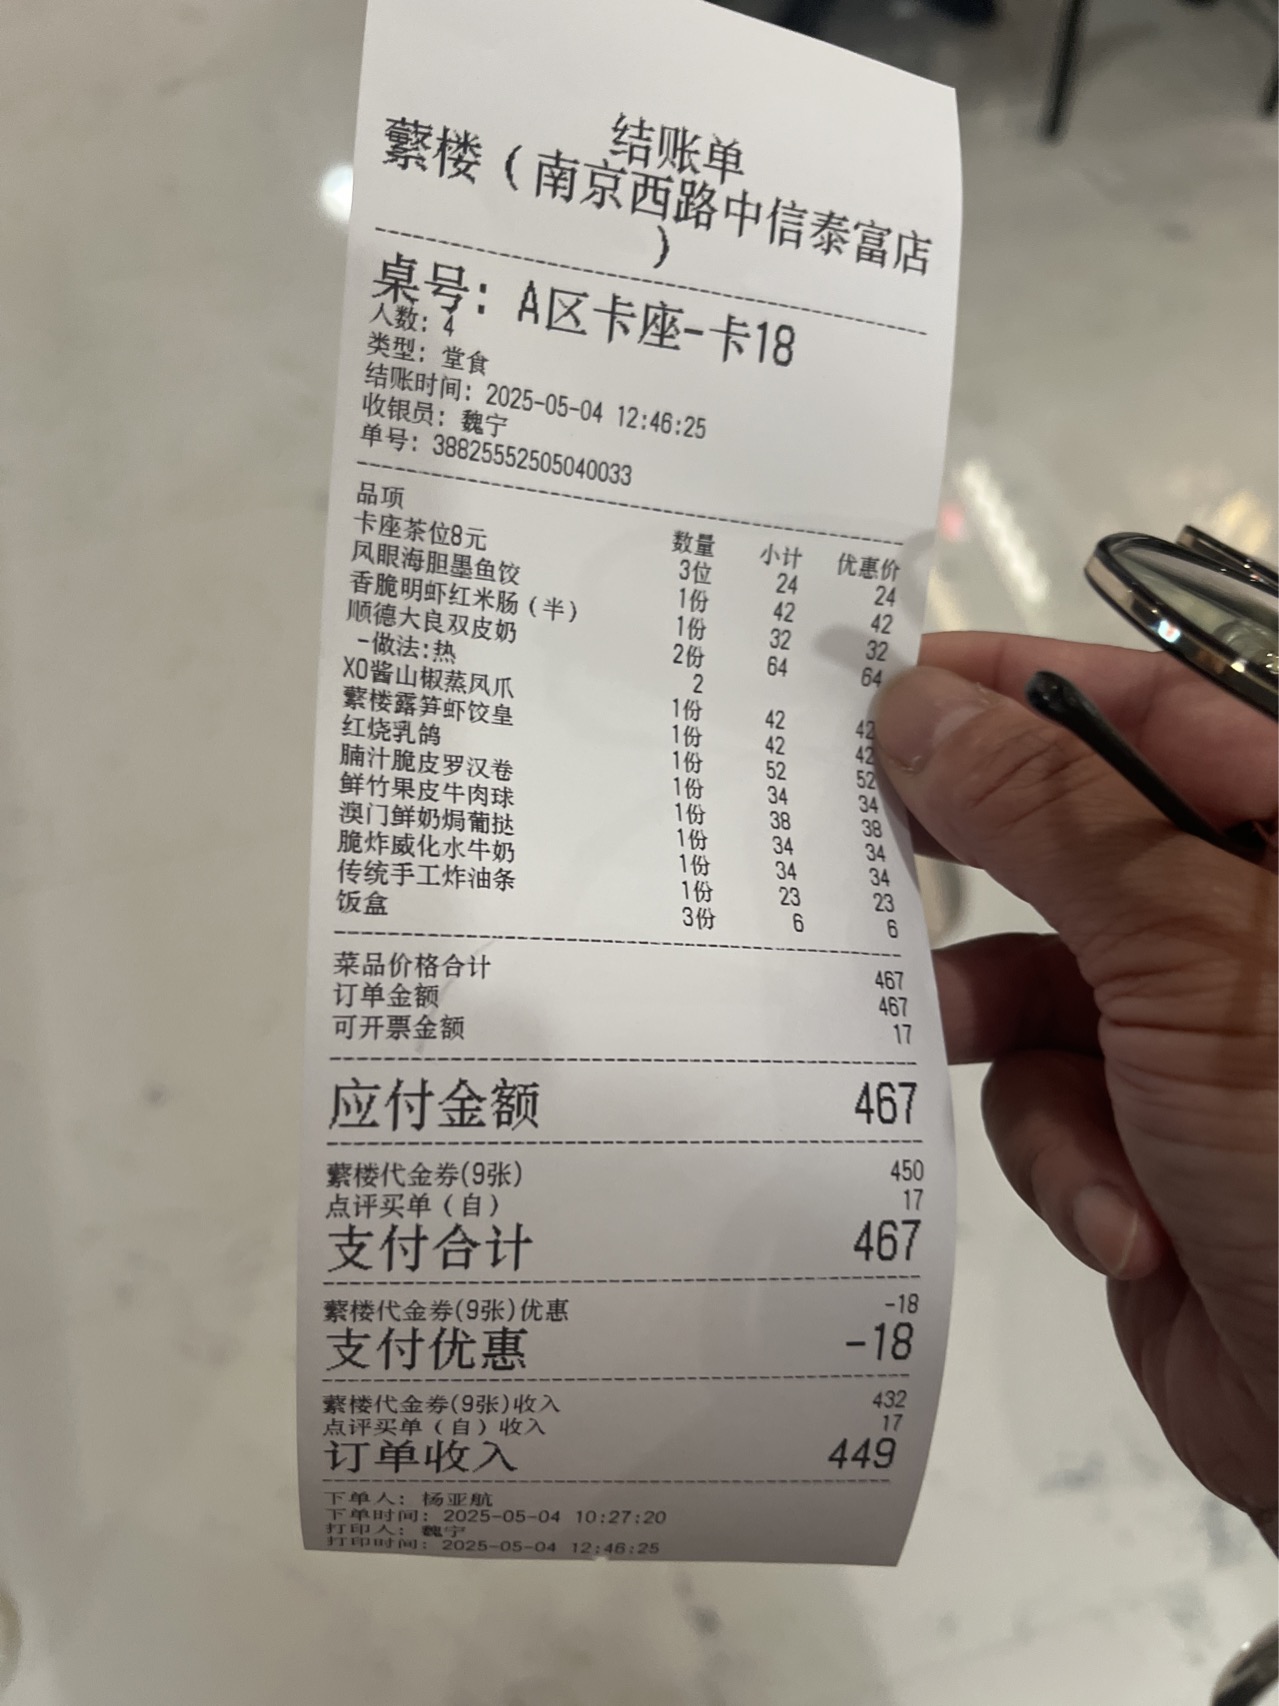 结账单
蘩楼（南京西路中信泰富店
）
桌号：A区卡座-卡18
人数：4
类型：堂食
结账时间：2025-05-04 12:46:25
收银员：魏宁
单号：38825552505040033
品项 数量 小计 优惠价
卡座茶位8元 3位 24 24
凤眼海胆墨鱼饺 1份 42 42
香脆明虾红米肠（半） 1份 32 32
顺德大良双皮奶 2份 64 64
-做法:热 2
XO酱山椒蒸凤爪 1份 42 42
蘩楼露笋虾饺皇 1份 42 42
红烧乳鸽 1份 52 52
腩汁脆皮罗汉卷 1份 34 34
鲜竹果皮牛肉球 1份 38 38
澳门鲜奶焗葡挞 1份 34 34
脆炸威化水牛奶 1份 34 34
传统手工炸油条 1份 23 23
饭盒 3份 6 6
菜品价格合计 467
订单金额 467
可开票金额 17
应付金额 467
蘩楼代金券(9张) 450
点评买单（自） 17
支付合计 467
蘩楼代金券(9张)优惠 -18
支付优惠 -18
蘩楼代金券(9张)收入 432
点评买单（自）收入 17
订单收入 449
下单人：杨亚航
下单时间：2025-05-04 10:27:20
打印人：魏宁
打印时间：2025-05-04 12:46:25